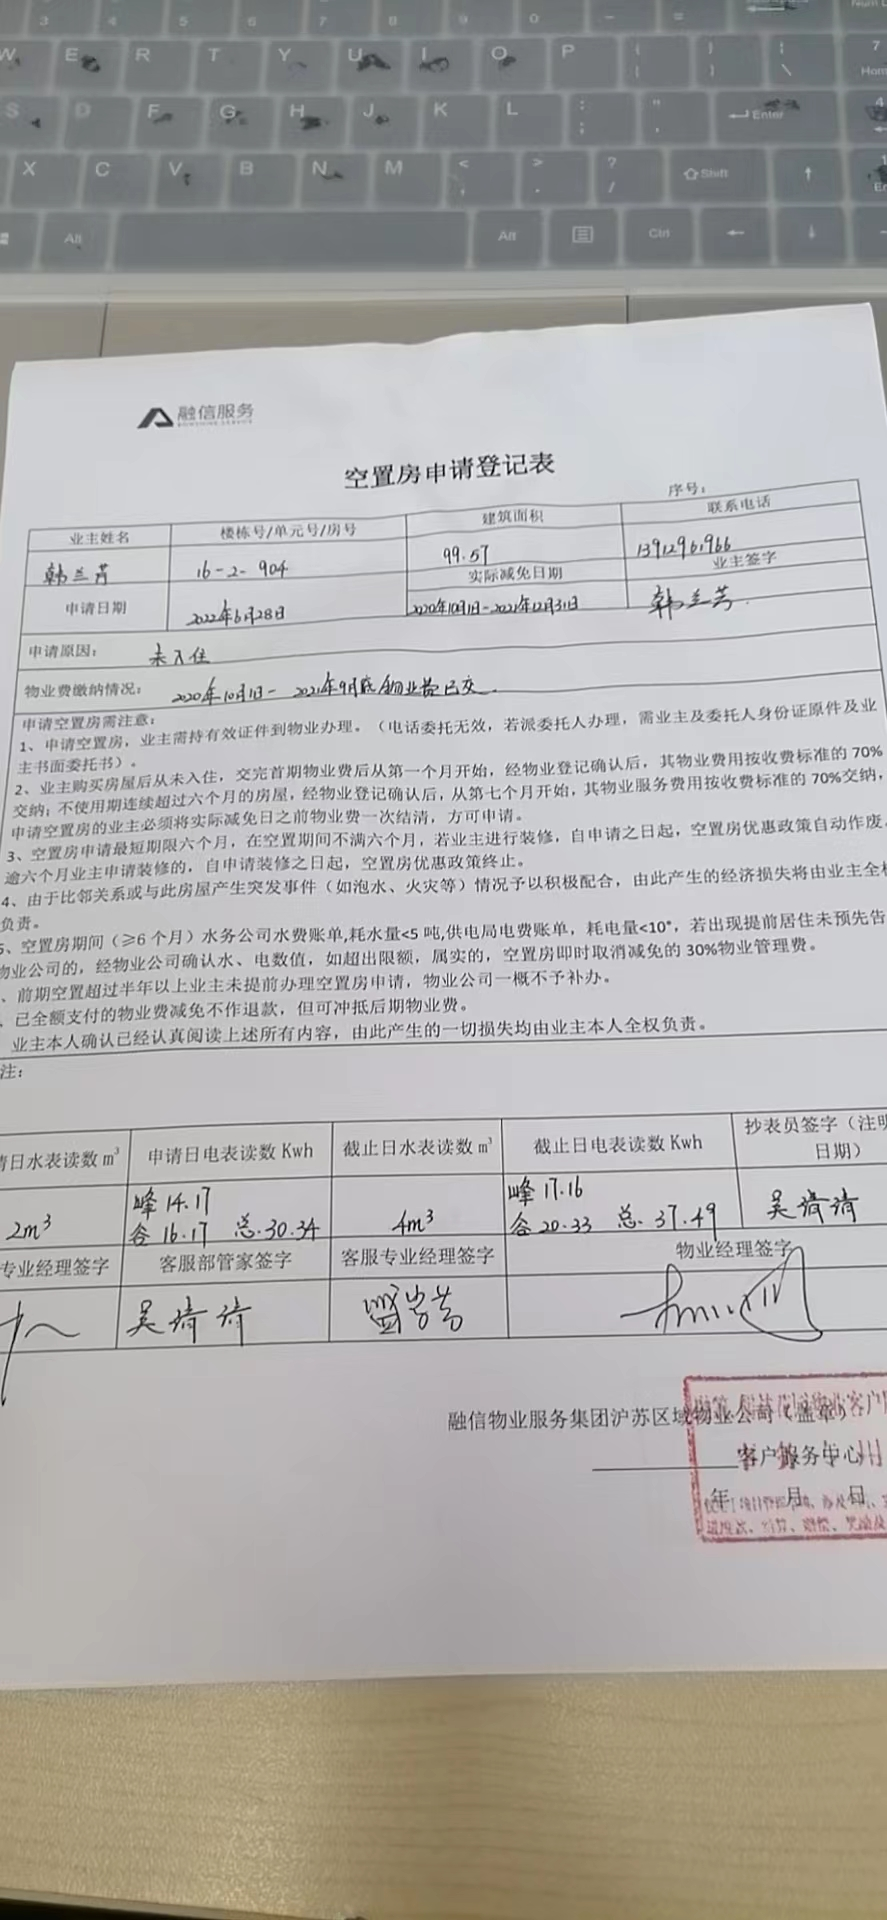 3 4 5 6 7 8 9 0 - =
W E R T Y U I O P { [ } ] | \ 7 Home
S D F G H J K L : ; " ' Enter 4
X C V B N M < , > . ? / Shift ↑
Alt Alt Ctrl ← ↓
融信服务
空置房申请登记表
序号:
业主姓名 楼栋号/单元号/房号 建筑面积 联系电话
韩兰芳 16-2-904 99.57 13912961966
申请日期 2022年6月28日 实际减免日期 业主签字
2020年10月1日-2021年12月31日 韩兰芳
申请原因: 未入住
物业费缴纳情况: 2020年10月1日- 2021年9月底物业费已交.
申请空置房需注意:
1、申请空置房,业主需持有效证件到物业办理。(电话委托无效,若派委托人办理,需业主及委托人身份证原件及业
主书面委托书)。
2、业主购买房屋后从未入住,交完首期物业费后从第一个月开始,经物业登记确认后,其物业费用按收费标准的 70%
交纳;不使用期连续超过六个月的房屋,经物业登记确认后,从第七个月开始,其物业服务费用按收费标准的 70%交纳,
申请空置房的业主必须将实际减免日之前物业费一次结清,方可申请。
3、空置房申请最短期限六个月,在空置期间不满六个月,若业主进行装修,自申请之日起,空置房优惠政策自动作废。
逾六个月业主申请装修的,自申请装修之日起,空置房优惠政策终止。
4、由于比邻关系或与此房屋产生突发事件(如泡水、火灾等)情况予以积极配合,由此产生的经济损失将由业主全权
负责。
5、空置房期间(≥6 个月)水务公司水费账单,耗水量<5 吨,供电局电费账单,耗电量<10°,若出现提前居住未预先告
物业公司的,经物业公司确认水、电数值,如超出限额,属实的,空置房即时取消减免的 30%物业管理费。
、前期空置超过半年以上业主未提前办理空置房申请,物业公司一概不予补办。
、已全额支付的物业费减免不作退款,但可冲抵后期物业费。
业主本人确认已经认真阅读上述所有内容,由此产生的一切损失均由业主本人全权负责。
注:
请日水表读数 m³ 申请日电表读数 Kwh 截止日水表读数 m³ 截止日电表读数 Kwh 抄表员签字(注明
日期)
2m³ 峰 14.17 4m³ 峰 17.16 吴琦琦
谷 16.17 总.30.34 谷 20.33 总.37.49
专业经理签字 客服部管家签字 客服专业经理签字 物业经理签字
吴琦琦
融信物业服务集团沪苏区域物业公司(盖章)
客户服务中心
年 月 日